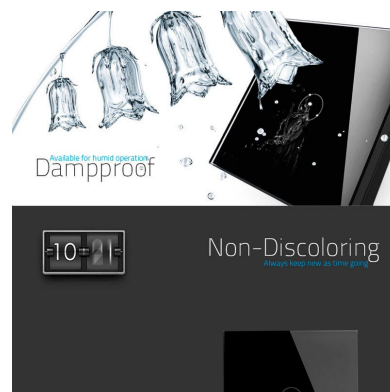 Available for humid operation
Dampproof
10 21
Non-Discoloring
Always keep new as time going